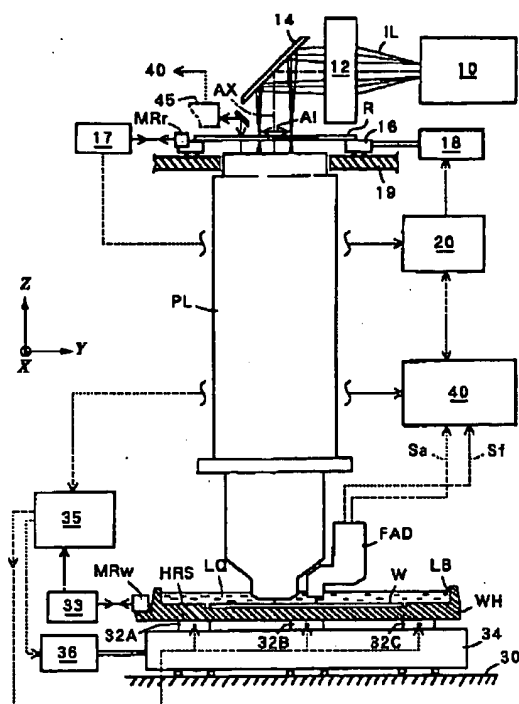 14
IL
12
10
40
AX
45
AI
MRr
R
16
17
18
19
20
Z
X
Y
PL
40
Sa
Sf
35
FAD
MRw
HRS
LQ
W
LB
WH
33
32A
32B
32C
34
36
30